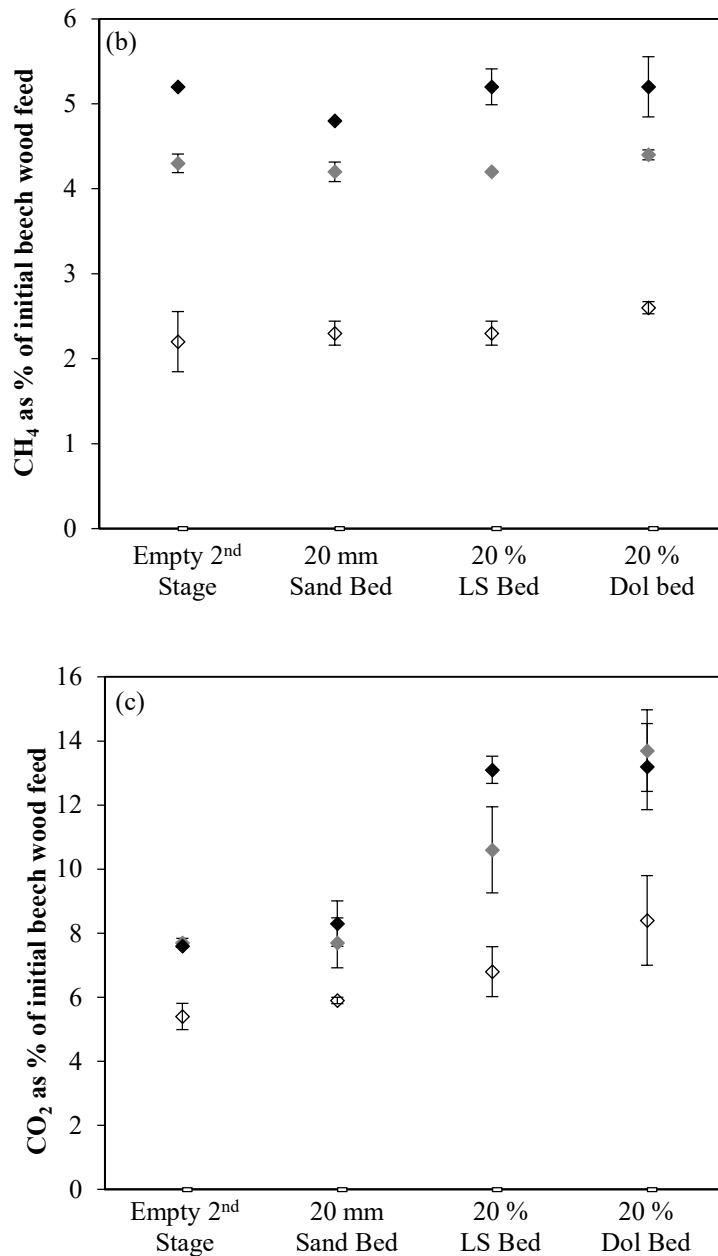 (b)
6
5
4
3
2
1
0
CH₄ as % of initial beech wood feed
Empty 2ⁿᵈ Stage
20 mm Sand Bed
20 % LS Bed
20 % Dol bed
(c)
16
14
12
10
8
6
4
2
0
CO₂ as % of initial beech wood feed
Empty 2ⁿᵈ Stage
20 mm Sand Bed
20 % LS Bed
20 % Dol Bed